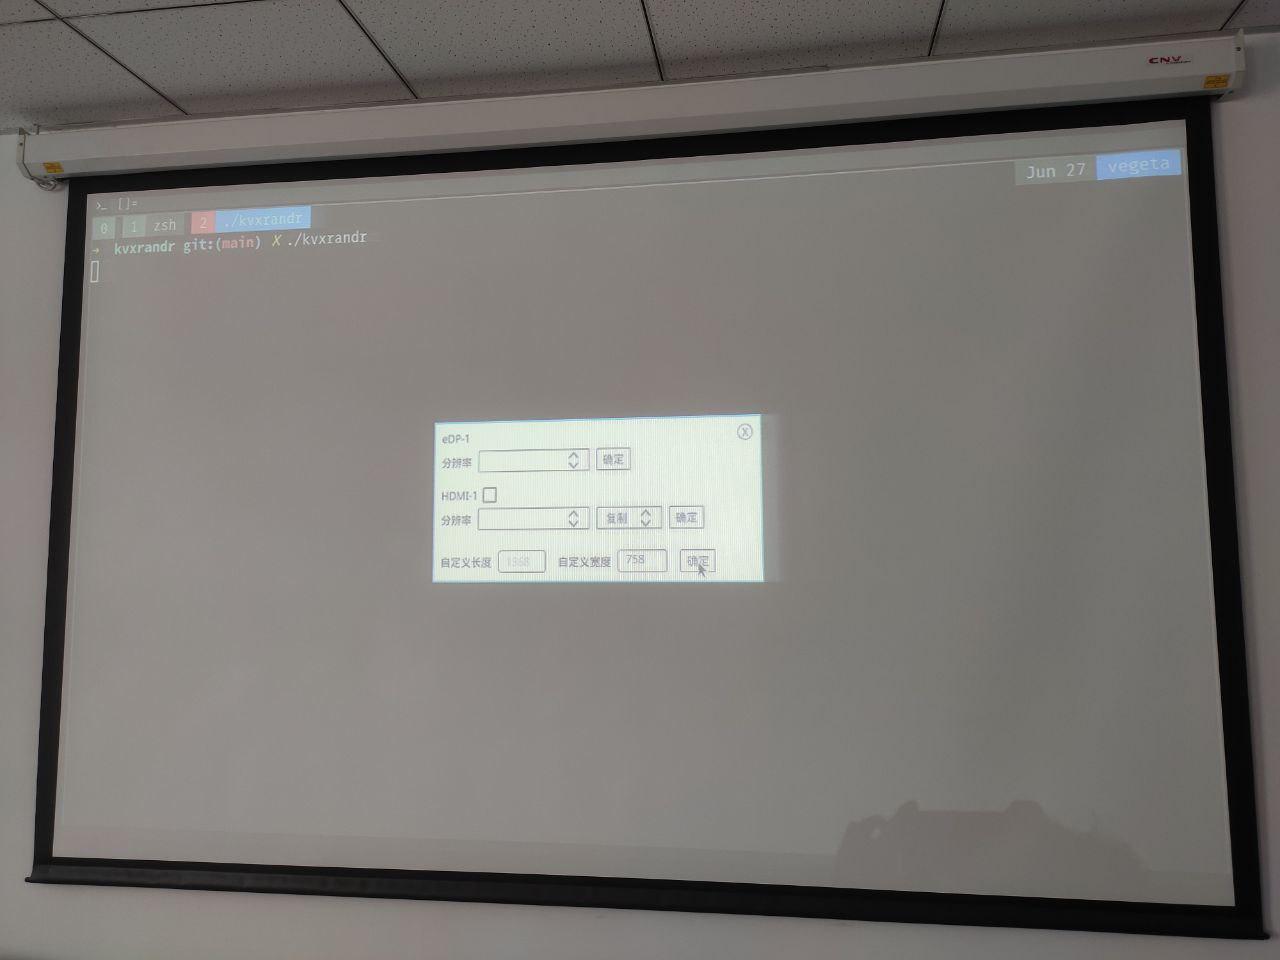 CNV
[]=
Jun 27 vegeta
0 1 zsh 2 ./kvxrandr
→ kvxrandr git:(main) ✗ ./kvxrandr
eDP-1
分辨率 确定
HDMI-1
分辨率 复制 确定
自定义长度 1368 自定义宽度 758 确定